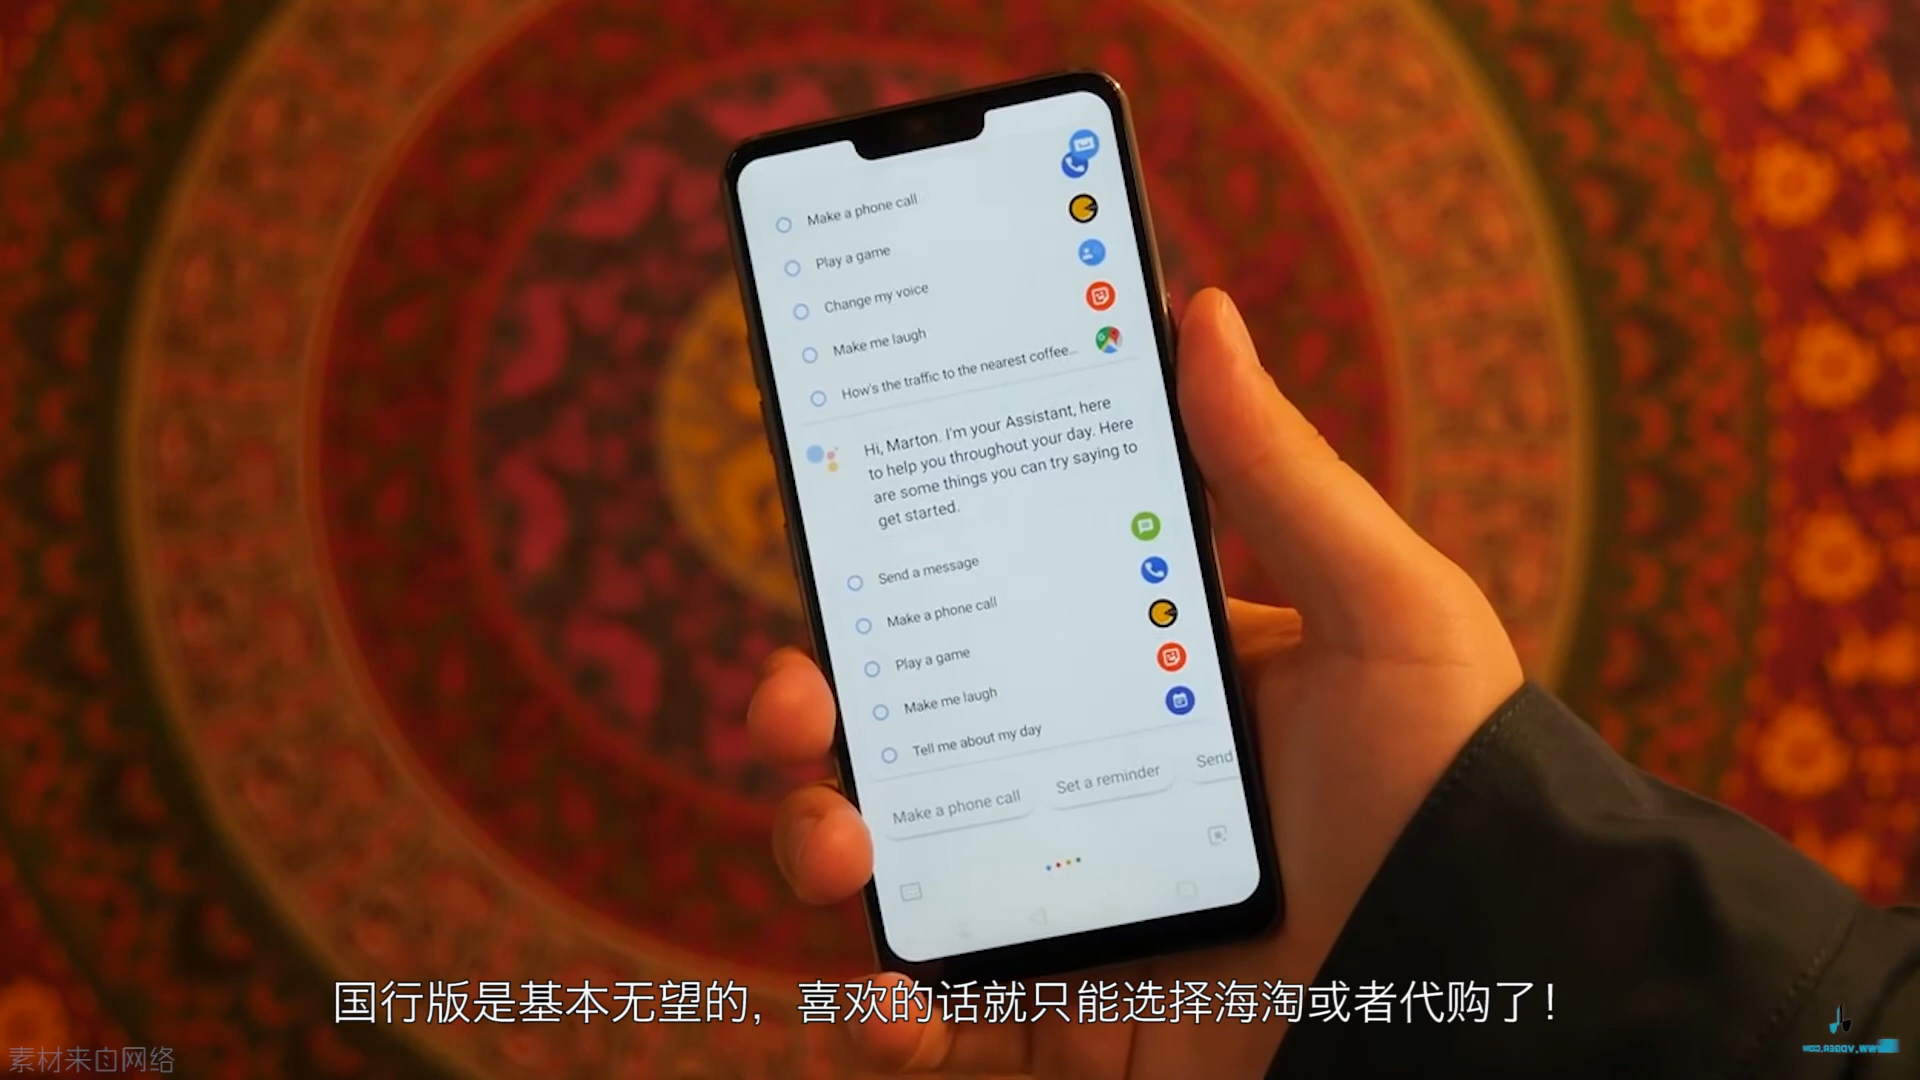 Make a phone call
Play a game
Change my voice
Make me laugh
How's the traffic to the nearest coffee...
Hi, Marton. I'm your Assistant, here
to help you throughout your day. Here
are some things you can try saying to
get started.
Send a message
Make a phone call
Play a game
Make me laugh
Tell me about my day
Make a phone call
Set a reminder
Send
国行版是基本无望的，喜欢的话就只能选择海淘或者代购了！
素材来自网络